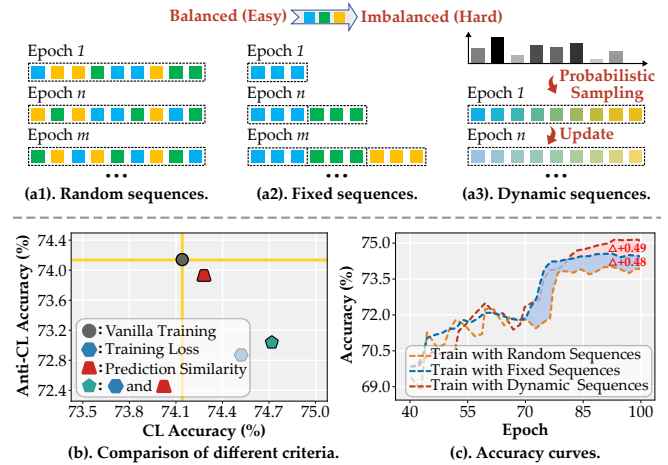 Balanced (Easy) Imbalanced (Hard)
Epoch 1
Epoch n
Epoch m
...
(a1). Random sequences.
Epoch 1
Epoch n
Epoch m
...
(a2). Fixed sequences.
Probabilistic
Sampling
Epoch 1
Update
Epoch n
...
(a3). Dynamic sequences.
Anti-CL Accuracy (%)
74.4
73.8
73.2 
73.0
72.8
72.4
: Vanilla Training
: Training Loss
: Prediction Similarity
: and
73.5 73.8 74.1 74.4 74.7 75.0
CL Accuracy (%)
(b). Comparison of different criteria.
Accuracy (%)
75.0
73.5
72.0
70.5
69.0
△+0.49
△+0.48
Train with Random Sequences
Train with Fixed Sequences
Train with Dynamic Sequences
40 55 70 85 100
Epoch
(c). Accuracy curves.